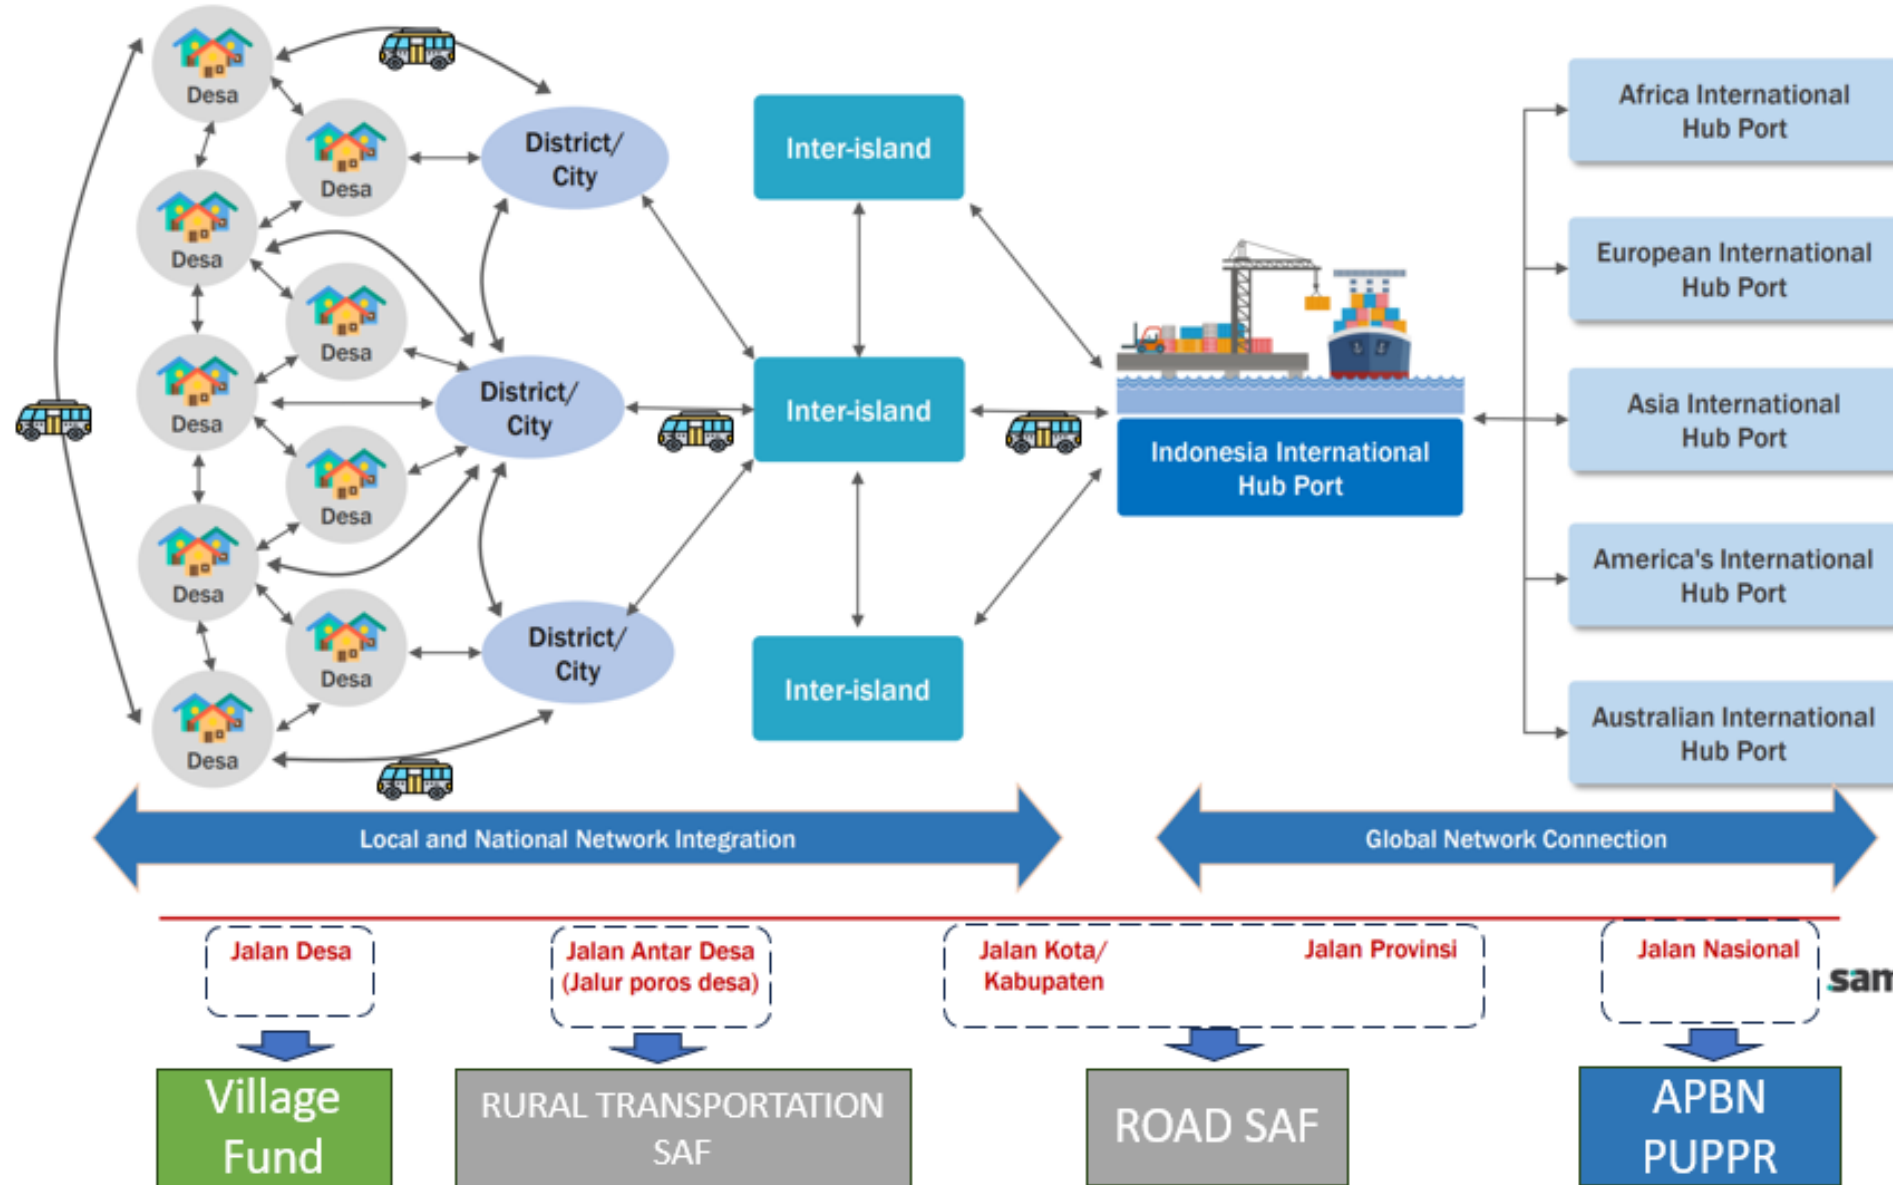 Desa
Desa
Desa
Desa
Desa
Desa
Desa
Desa
Desa
District/
City
District/
City
District/
City
Inter-island
Inter-island
Inter-island
Indonesia International
Hub Port
Africa International
Hub Port
European International
Hub Port
Asia International
Hub Port
America's International
Hub Port
Australian International
Hub Port
Local and National Network Integration
Global Network Connection
Jalan Desa
Jalan Antar Desa
(Jalur poros desa)
Jalan Kota/
Kabupaten
Jalan Provinsi
Jalan Nasional
sam
Village
Fund
RURAL TRANSPORTATION
SAF
ROAD SAF
APBN
PUPPR